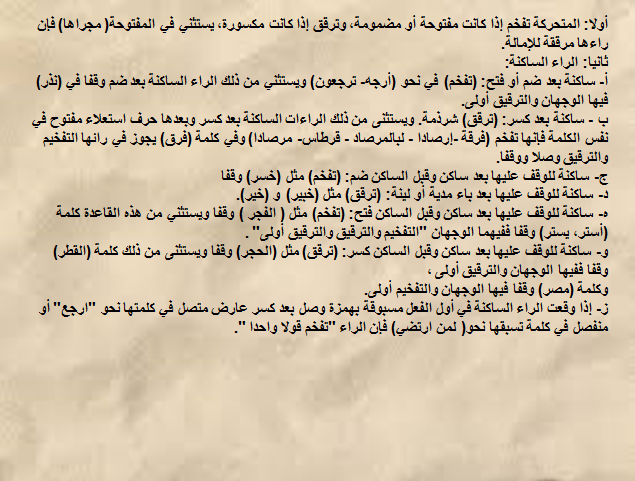 أولا: المتحركة تفخم إذا كانت مفتوحة أو مضمومة، وترقق إذا كانت مكسورة، يستثني في المفتوحة( مجراها) فإن
راءها مرققة للإمالة.
ثانيا: الراء الساكنة:
أ- ساكنة بعد ضم أو فتح: (تفخم) في نحو (أرجه- ترجعون) ويستثني من ذلك الراء الساكنة بعد ضم وقفا في (نذر)
فيها الوجهان والترقيق أولى.
ب - ساكنة بعد كسر: (ترقق) شرذمة. ويستثنى من ذلك الراءات الساكنة بعد كسر وبعدها حرف استعلاء مفتوح في
نفس الكلمة فإنها تفخم (فرقة -إرصادا - لبالمرصاد - قرطاس- مرصادا) وفي كلمة (فرق) يجوز في رائها التفخيم
والترقيق وصلا ووقفا.
ج- ساكنة للوقف عليها بعد ساكن وقبل الساكن ضم: (تفخم) مثل (خسر) وقفا
د- ساكنة للوقف عليها بعد ياء مدية أو لينة: (ترقق) مثل (خبير) و (خير).
ه- ساكنة للوقف عليها بعد ساكن وقبل الساكن فتح: (تفخم) مثل ( الفجر ) وقفا ويستثني من هذه القاعدة كلمة
(أستر، يستر) وقفا ففيهما الوجهان "التفخيم والترقيق والترقيق أولى" .
و- ساكنة للوقف عليها بعد ساكن وقبل الساكن كسر: (ترقق) مثل (الحجر) وقفا ويستثنى من ذلك كلمة (القطر)
وقفا ففيها الوجهان والترقيق أولى ،
وكلمة (مصر) وقفا فيها الوجهان والتفخيم أولى.
ز- إذا وقعت الراء الساكنة في أول الفعل مسبوقة بهمزة وصل بعد كسر عارض متصل في كلمتها نحو "ارجع" أو
منفصل في كلمة تسبقها نحو( لمن ارتضي) فإن الراء "تفخم قولا واحدا ".